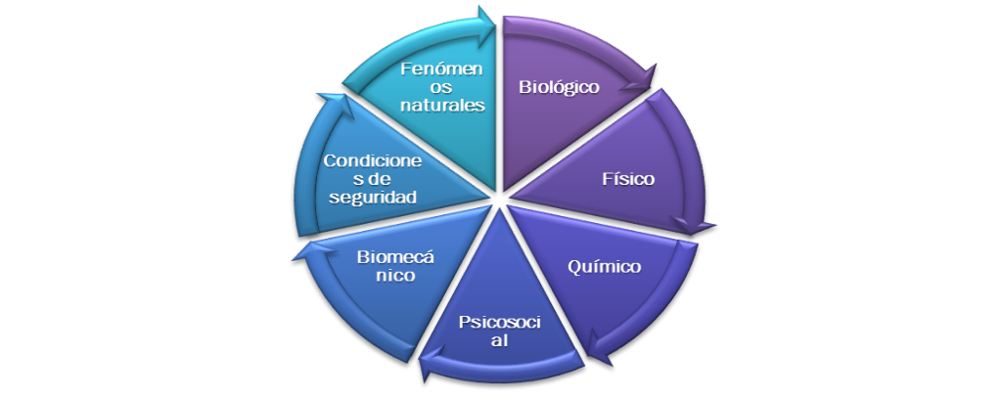 Biológico
Físico
Químico
Psicosoci
al
Biomecá
nico
Condicione
s de
seguridad
Fenómen
os
naturales